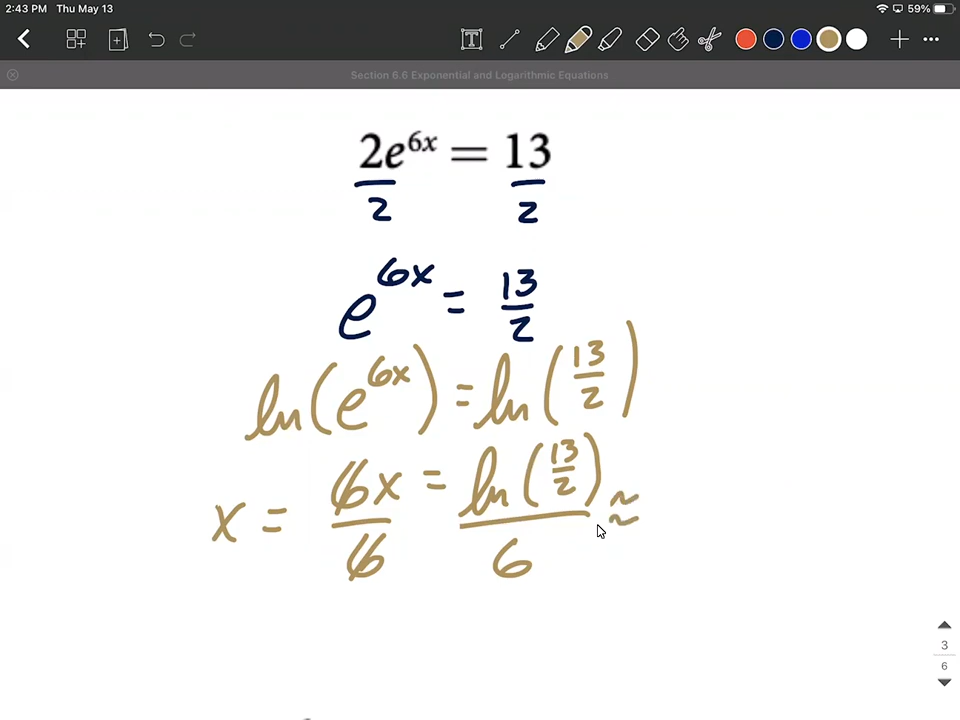 2:43 PM Thu May 13
59%
Section 6.6 Exponential and Logarithmic Equations
2e^{6x} = 13
2 2
e^{6x} = 13/2
ln(e^{6x}) = ln(13/2)
x = 6x/6 = ln(13/2)/6 ≈
3
6